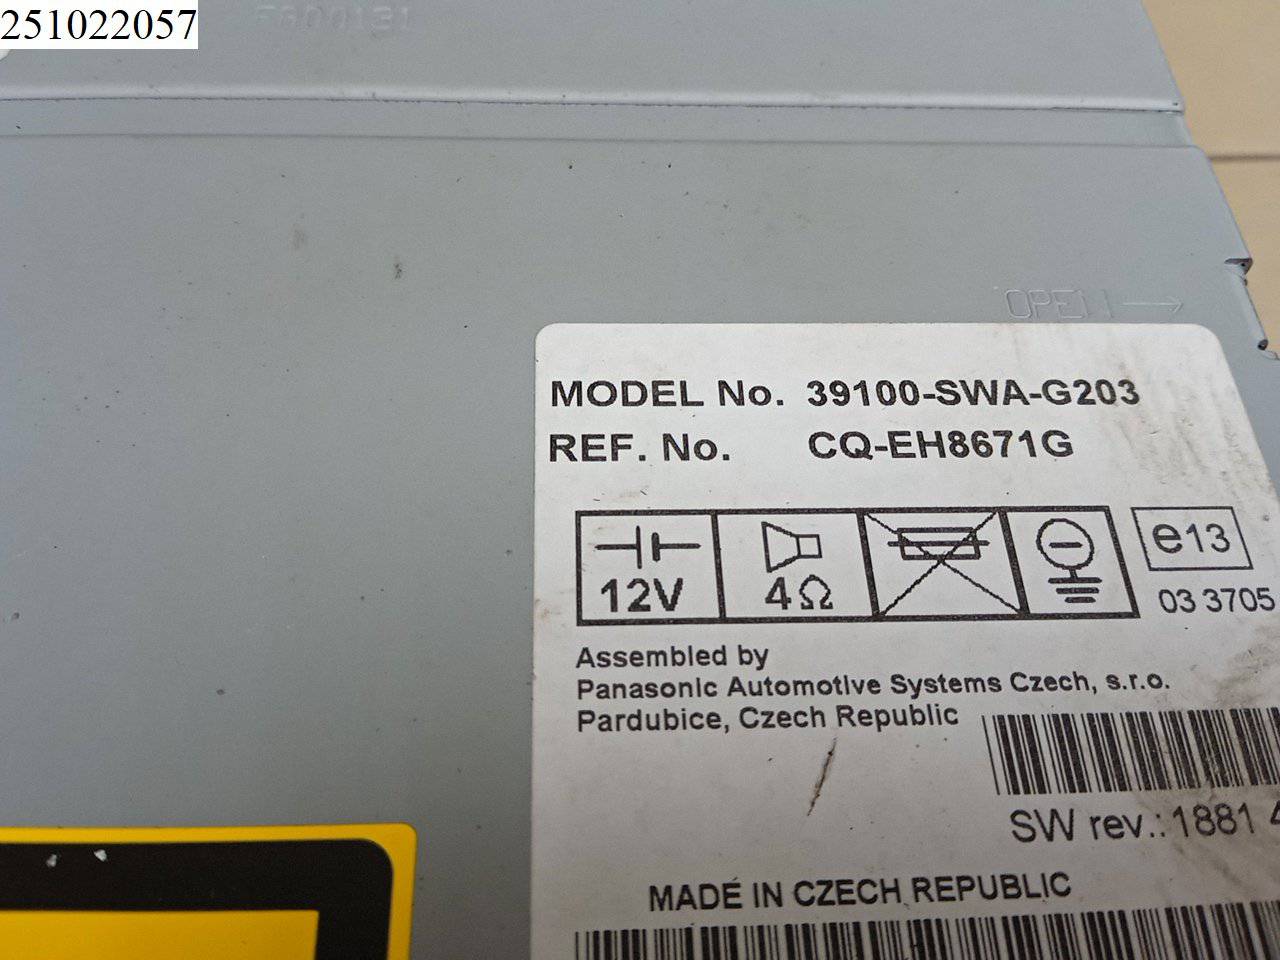 251022057
OPEN
MODEL No. 39100-SWA-G203
REF. No. CQ-EH8671G
12V
4Ω
e13
03 3705
Assembled by
Panasonic Automotive Systems Czech, s.r.o.
Pardubice, Czech Republic
SW rev.: 1881 4
MADE IN CZECH REPUBLIC